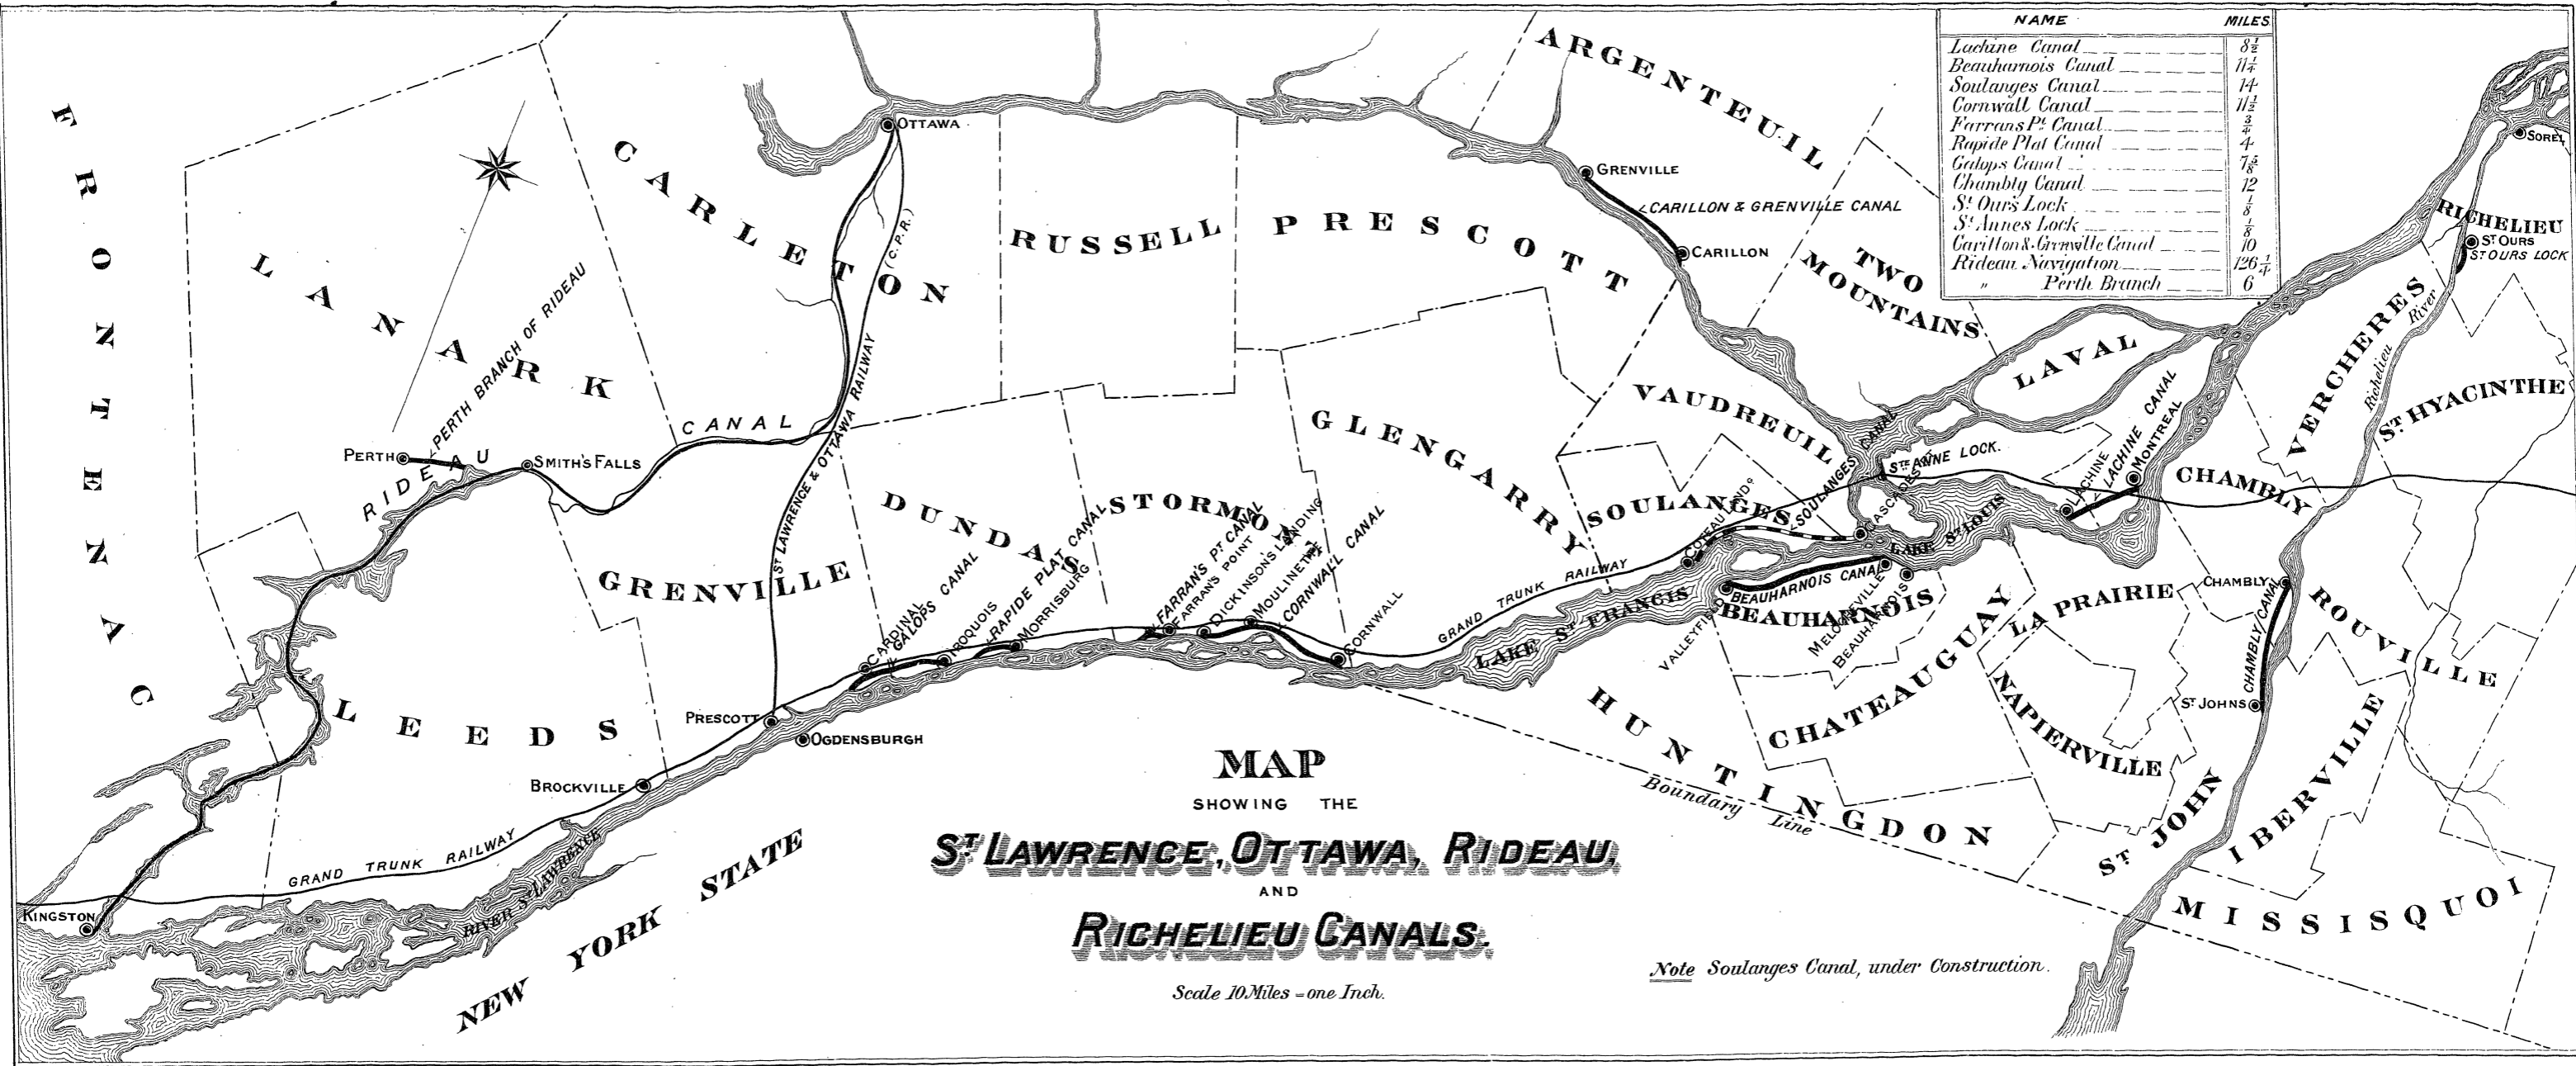 NAME MILES
Lachine Canal 8½
Beauharnois Canal 11¼
Soulanges Canal 14
Cornwall Canal 11½
Farrans Pt. Canal ¾
Rapide Plat Canal 4
Galops Canal 7⅝
Chambly Canal 12
St. Ours Lock ⅛
St. Annes Lock ⅛
Carillon & Grenville Canal 10
Rideau Navigation 126¼
" Perth Branch 6
FRONTENAC
LANARK
CARLETON
RUSSELL
PRESCOTT
ARGENTEUIL
TWO
MOUNTAINS
OTTAWA
GRENVILLE
CARILLON & GRENVILLE CANAL
CARILLON
SOREL
RICHELIEU
ST OURS
ST OURS LOCK
Richelieu River
VERCHERES
ST HYACINTHE
LAVAL
VAUDREUIL
GLENGARRY
(C.P.R.)
ST LAWRENCE & OTTAWA RAILWAY
PERTH BRANCH OF RIDEAU
PERTH
RIDEAU CANAL
SMITH'S FALLS
GRENVILLE
DUNDAS
STORMONT
SOULANGES
SOULANGES CANAL
STE ANNE LOCK.
CASCADES
COTEAU LANDG
LACHINE
LACHINE CANAL
MONTREAL
CHAMBLY
LAKE ST LOUIS
CARDINAL
GALOPS CANAL
IROQUOIS
RAPIDE PLAT CANAL
MORRISBURG
FARRAN'S PT CANAL
FARRAN'S POINT
DICKINSON'S LANDING
MOULINETTE
CORNWALL CANAL
CORNWALL
GRAND TRUNK RAILWAY
LAKE ST FRANCIS
VALLEYFIELD
BEAUHARNOIS CANAL
BEAUHARNOIS
MELOCHEVILLE
BEAUHARNOIS
CHATEAUGUAY
LA PRAIRIE
NAPIERVILLE
CHAMBLY
CHAMBLY CANAL
ST JOHNS
ROUVILLE
IBERVILLE
ST JOHN
MISSISQUOI
HUNTINGDON
Boundary Line
LEEDS
PRESCOTT
OGDENSBURGH
BROCKVILLE
GRAND TRUNK RAILWAY
KINGSTON
RIVER ST LAWRENCE
NEW YORK STATE
MAP
SHOWING THE
ST LAWRENCE, OTTAWA, RIDEAU,
AND
RICHELIEU CANALS.
Scale 10 Miles = one Inch.
Note Soulanges Canal, under Construction.